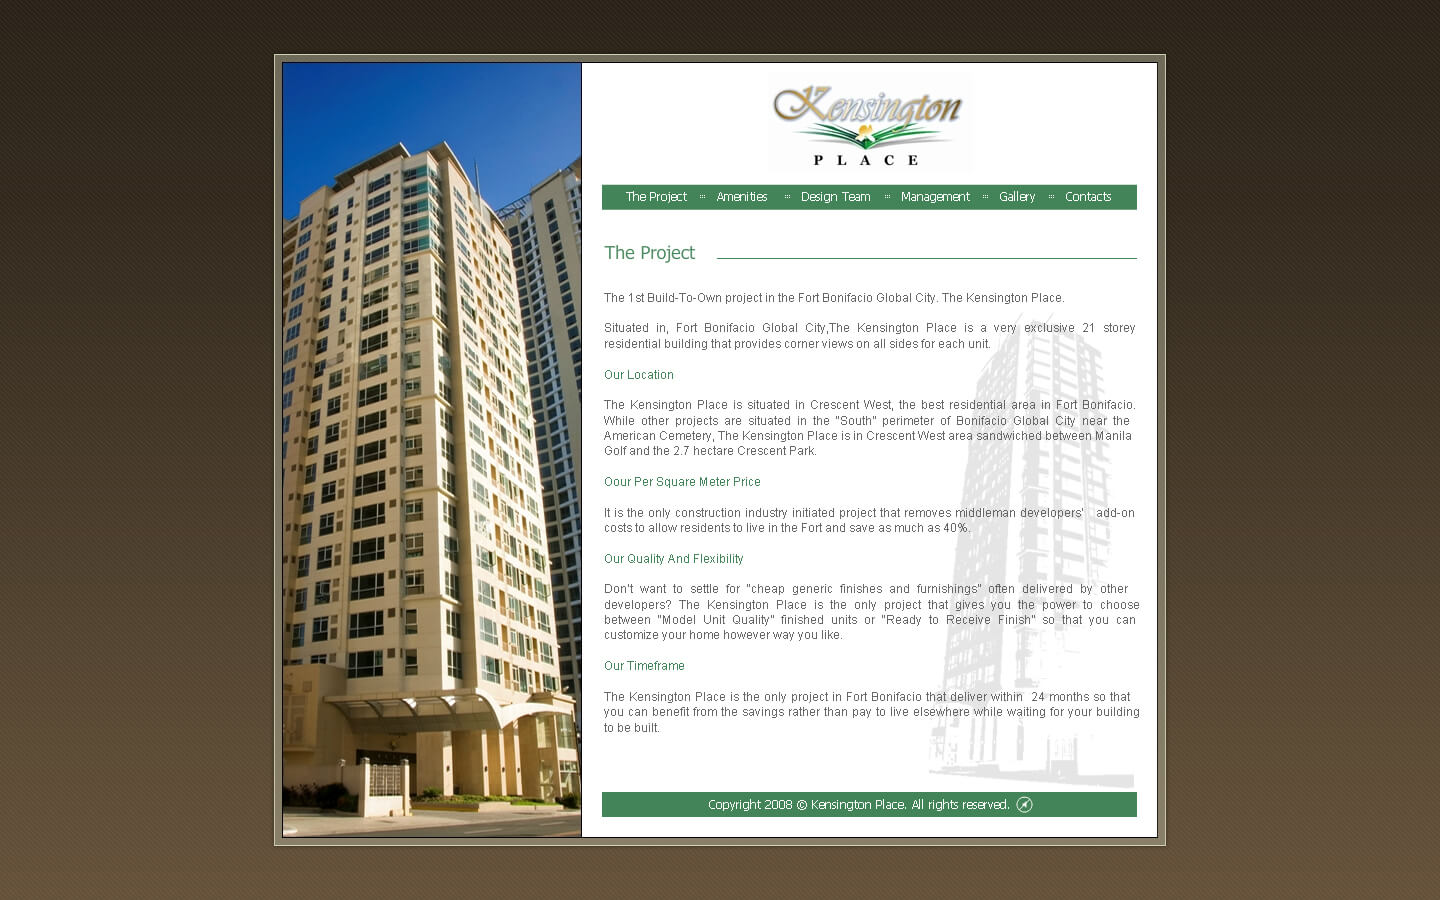 Kensington
PLACE
The Project Amenities Design Team Management Gallery Contacts
The Project
The 1st Build-To-Own project in the Fort Bonifacio Global City. The Kensington Place.
Situated in, Fort Bonifacio Global City,The Kensington Place is a very exclusive 21 storey
residential building that provides corner views on all sides for each unit.
Our Location
The Kensington Place is situated in Crescent West, the best residential area in Fort Bonifacio.
While other projects are situated in the "South" perimeter of Bonifacio Global City near the
American Cemetery, The Kensington Place is in Crescent West area sandwiched between Manila
Golf and the 2.7 hectare Crescent Park.
Oour Per Square Meter Price
It is the only construction industry initiated project that removes middleman developers' add-on
costs to allow residents to live in the Fort and save as much as 40%.
Our Quality And Flexibility
Don't want to settle for "cheap generic finishes and furnishings" often delivered by other
developers? The Kensington Place is the only project that gives you the power to choose
between "Model Unit Quality" finished units or "Ready to Receive Finish" so that you can
customize your home however way you like.
Our Timeframe
The Kensington Place is the only project in Fort Bonifacio that deliver within 24 months so that
you can benefit from the savings rather than pay to live elsewhere while waiting for your building
to be built.
Copyright 2008 © Kensington Place. All rights reserved.